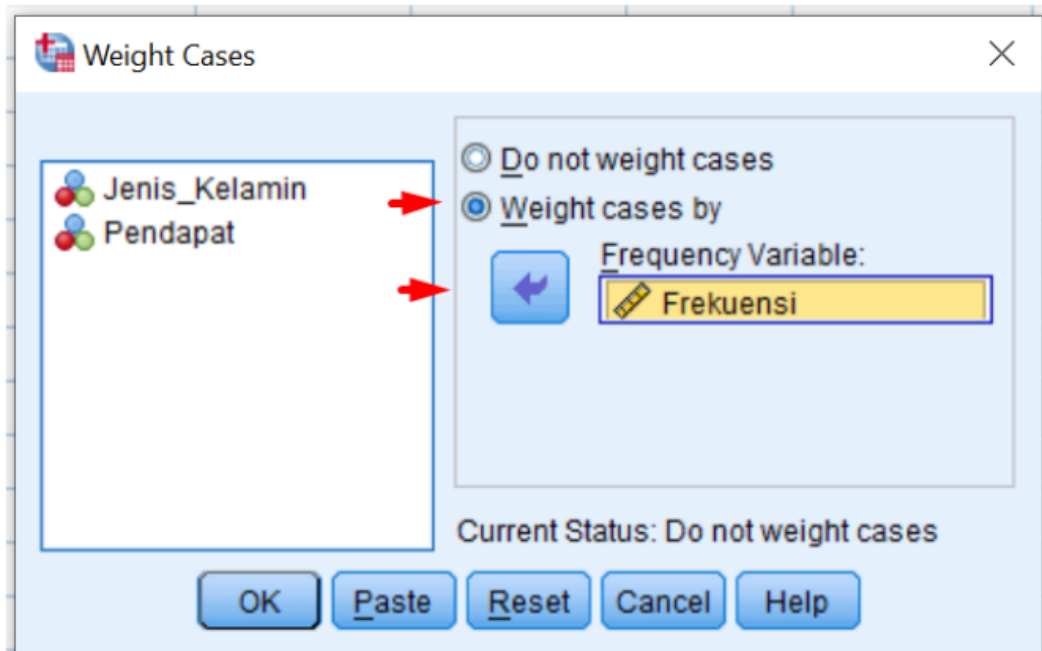 Weight Cases
Jenis_Kelamin
Pendapat
Do not weight cases
Weight cases by
Frequency Variable:
Frekuensi
Current Status: Do not weight cases
OK Paste Reset Cancel Help